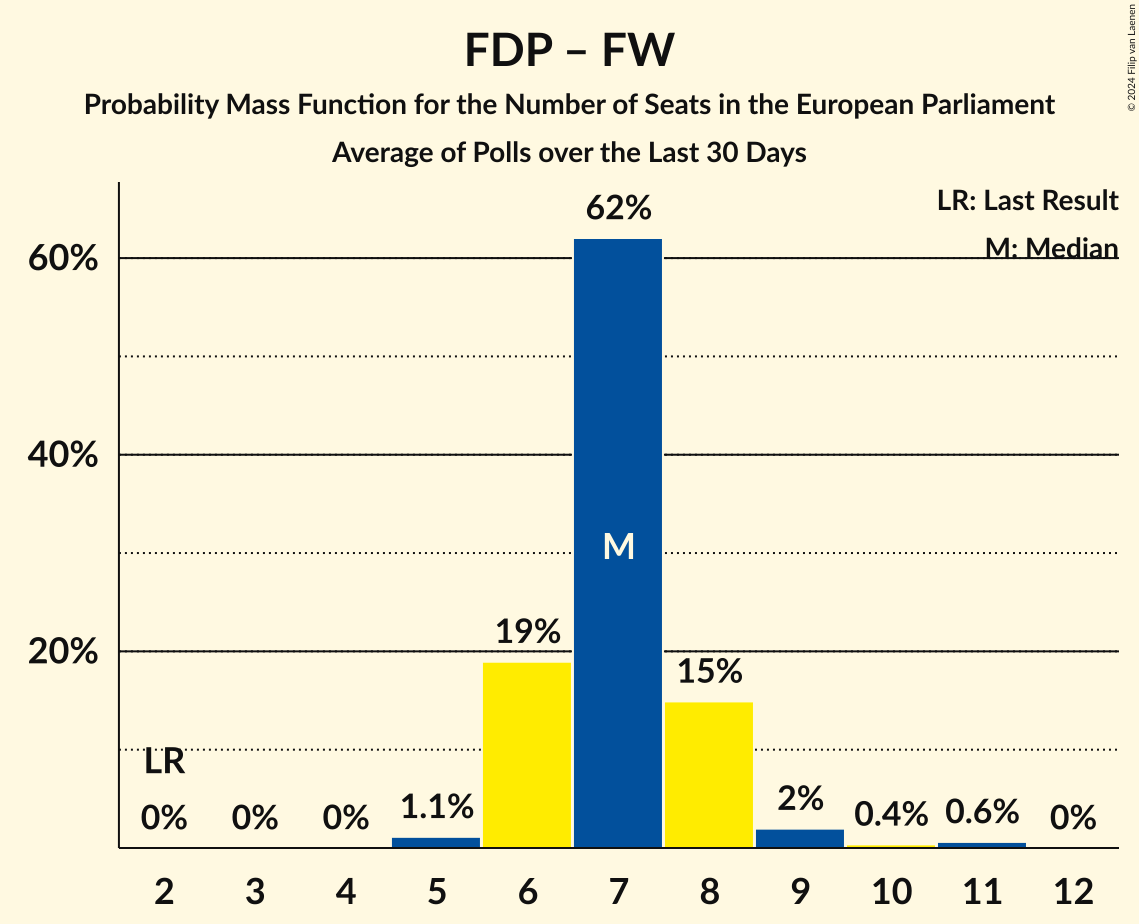 FDP – FW
Probability Mass Function for the Number of Seats in the European Parliament
Average of Polls over the Last 30 Days
© 2024 Filip van Laenen
LR: Last Result
M: Median
60%
40%
20%
62%
M
19%
15%
LR
0%
0%
0%
1.1%
2%
0.4%
0.6%
0%
2 3 4 5 6 7 8 9 10 11 12